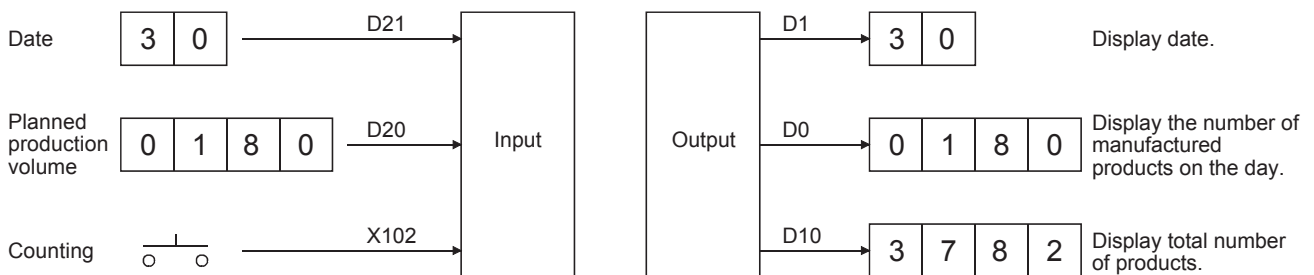 Date
3 0
D21
D1
3 0
Display date.
Planned
production
volume
0 1 8 0
D20
Input
Output
D0
0 1 8 0
Display the number of
manufactured
products on the day.
Counting
X102
D10
3 7 8 2
Display total number
of products.